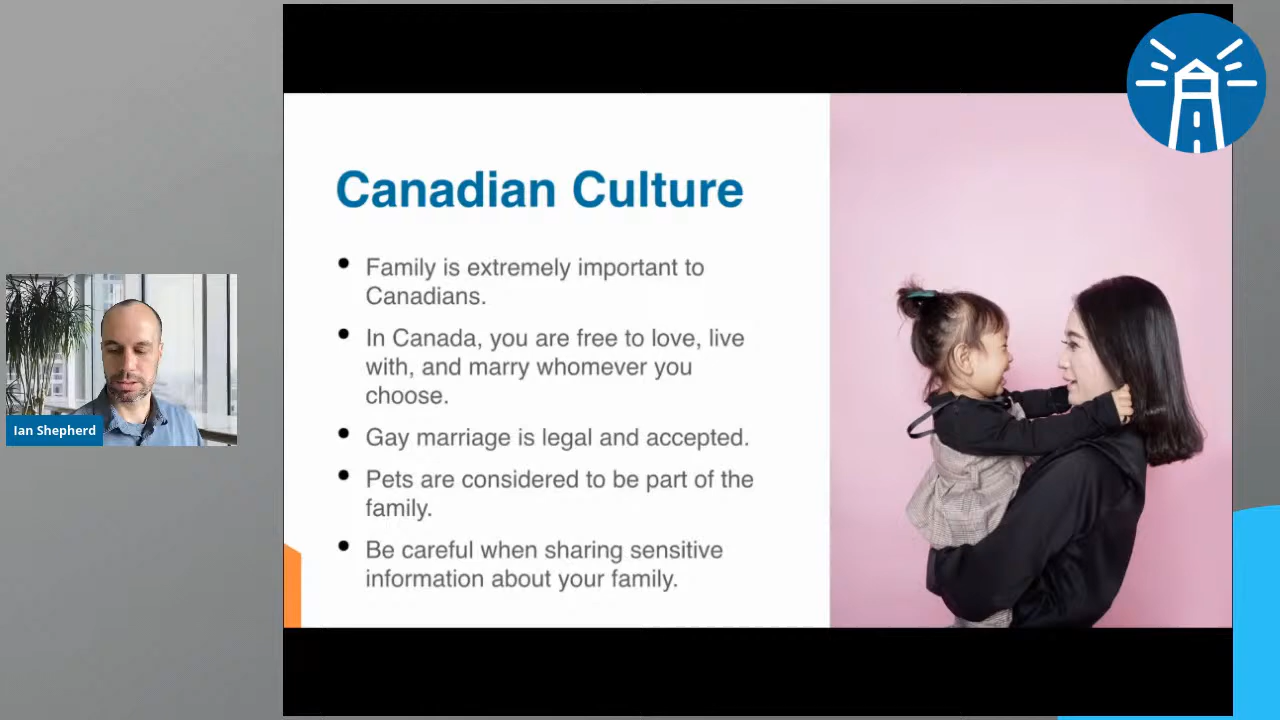 Canadian Culture
Family is extremely important to
Canadians.
In Canada, you are free to love, live
with, and marry whomever you
choose.
Gay marriage is legal and accepted.
Pets are considered to be part of the
family.
Be careful when sharing sensitive
information about your family.
Ian Shepherd